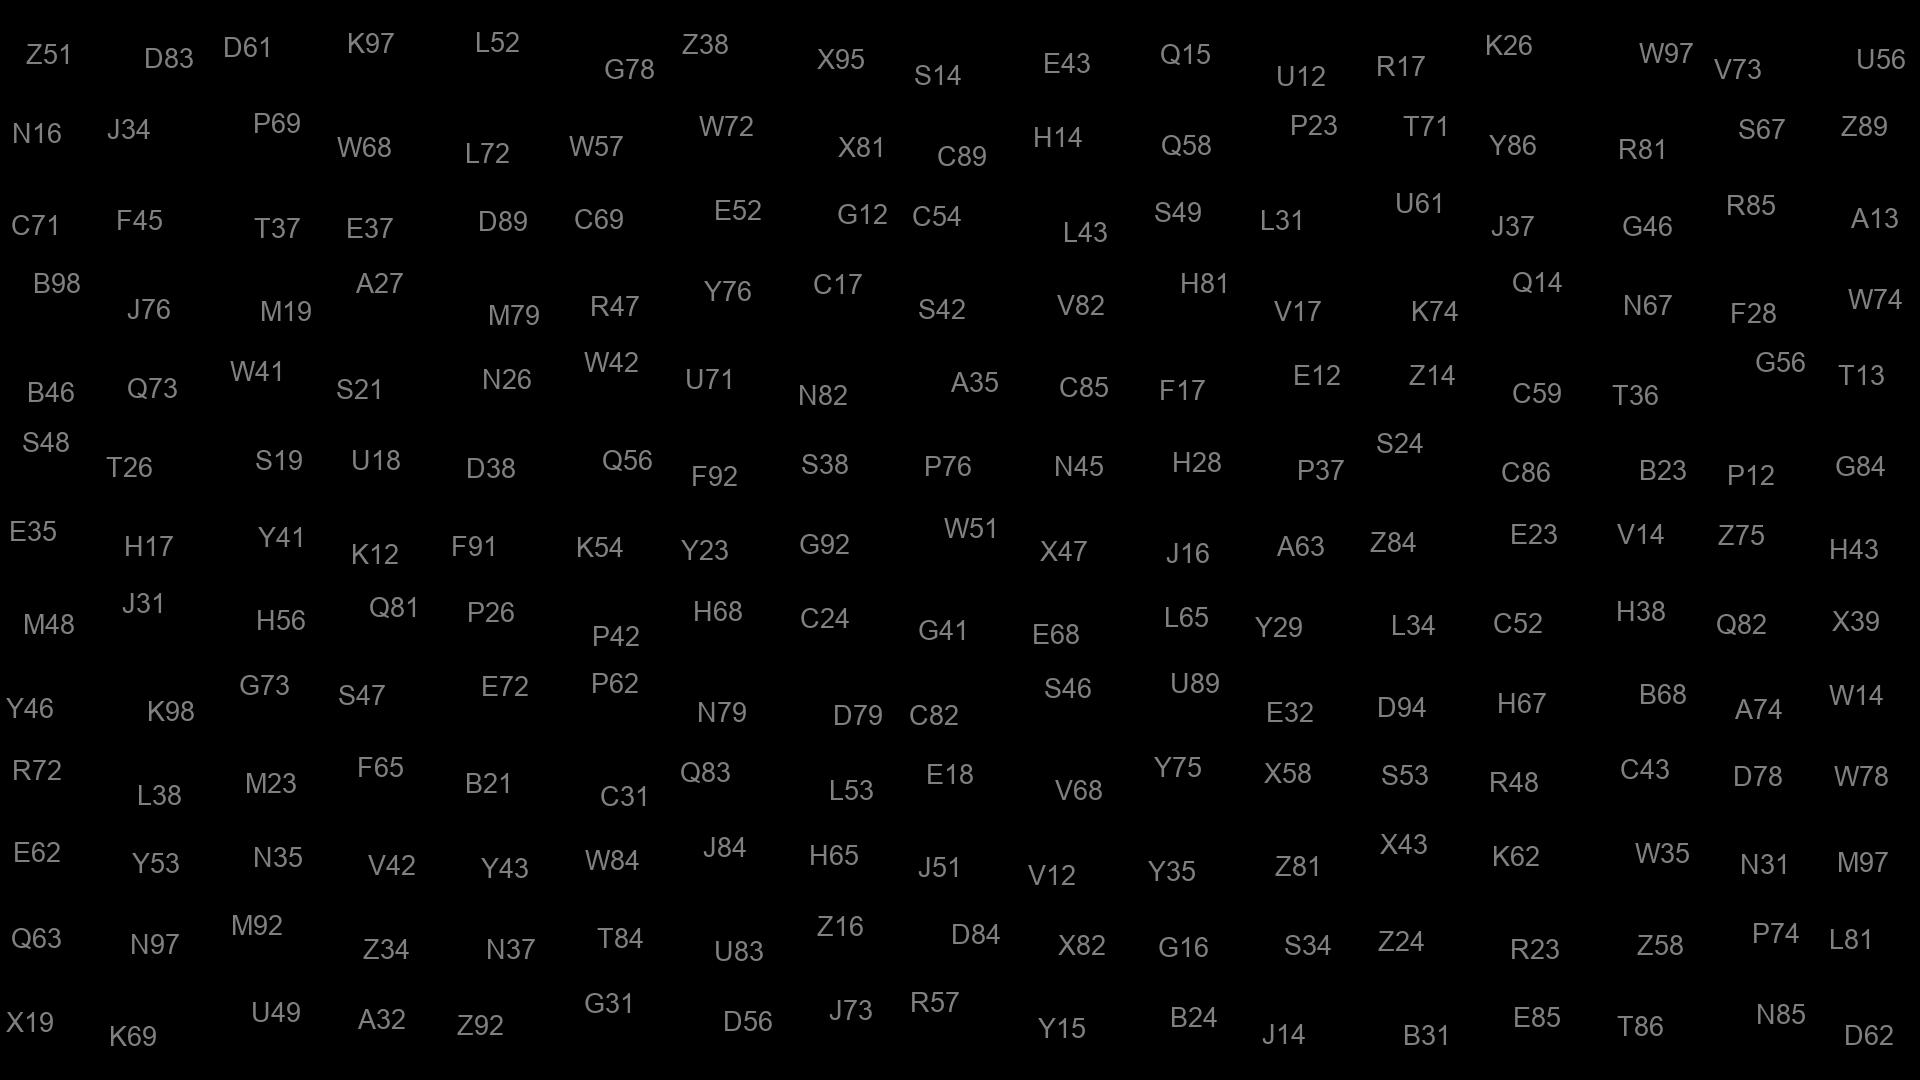 Z51 D83 D61 K97 L52 G78 Z38 X95 S14 E43 Q15 U12 R17 K26 W97 V73 U56
N16 J34 P69 W68 L72 W57 W72 X81 C89 H14 Q58 P23 T71 Y86 R81 S67 Z89
C71 F45 T37 E37 D89 C69 E52 G12 C54 L43 S49 L31 U61 J37 G46 R85 A13
B98 J76 M19 A27 M79 R47 Y76 C17 S42 V82 H81 V17 K74 Q14 N67 F28 W74
B46 Q73 W41 S21 N26 W42 U71 N82 A35 C85 F17 E12 Z14 C59 T36 G56 T13
S48 T26 S19 U18 D38 Q56 F92 S38 P76 N45 H28 P37 S24 C86 B23 P12 G84
E35 H17 Y41 K12 F91 K54 Y23 G92 W51 X47 J16 A63 Z84 E23 V14 Z75 H43
M48 J31 H56 Q81 P26 P42 H68 C24 G41 E68 L65 Y29 L34 C52 H38 Q82 X39
Y46 K98 G73 S47 E72 P62 N79 D79 C82 S46 U89 E32 D94 H67 B68 A74 W14
R72 L38 M23 F65 B21 C31 Q83 L53 E18 V68 Y75 X58 S53 R48 C43 D78 W78
E62 Y53 N35 V42 Y43 W84 J84 H65 J51 V12 Y35 Z81 X43 K62 W35 N31 M97
Q63 N97 M92 Z34 N37 T84 U83 Z16 D84 X82 G16 S34 Z24 R23 Z58 P74 L81
X19 K69 U49 A32 Z92 G31 D56 J73 R57 Y15 B24 J14 B31 E85 T86 N85 D62